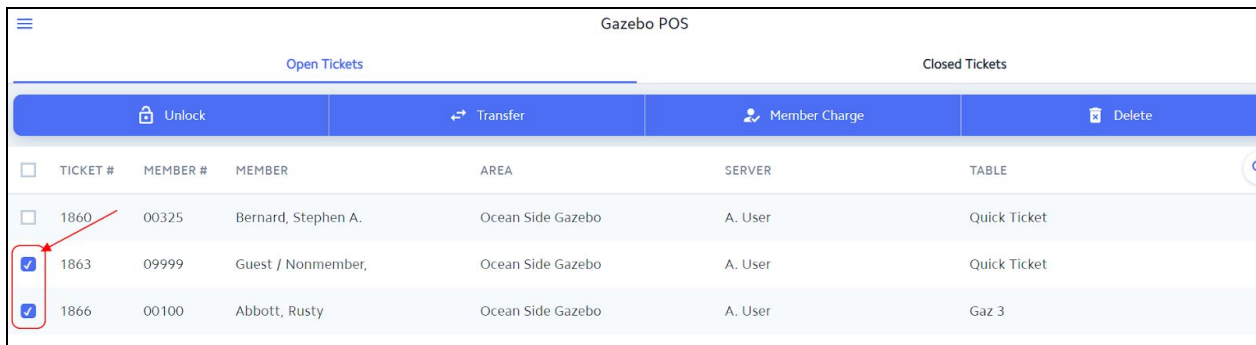 Gazebo POS
Open Tickets Closed Tickets
Unlock Transfer Member Charge Delete
TICKET # MEMBER # MEMBER AREA SERVER TABLE
1860 00325 Bernard, Stephen A. Ocean Side Gazebo A. User Quick Ticket
1863 09999 Guest / Nonmember, Ocean Side Gazebo A. User Quick Ticket
1866 00100 Abbott, Rusty Ocean Side Gazebo A. User Gaz 3